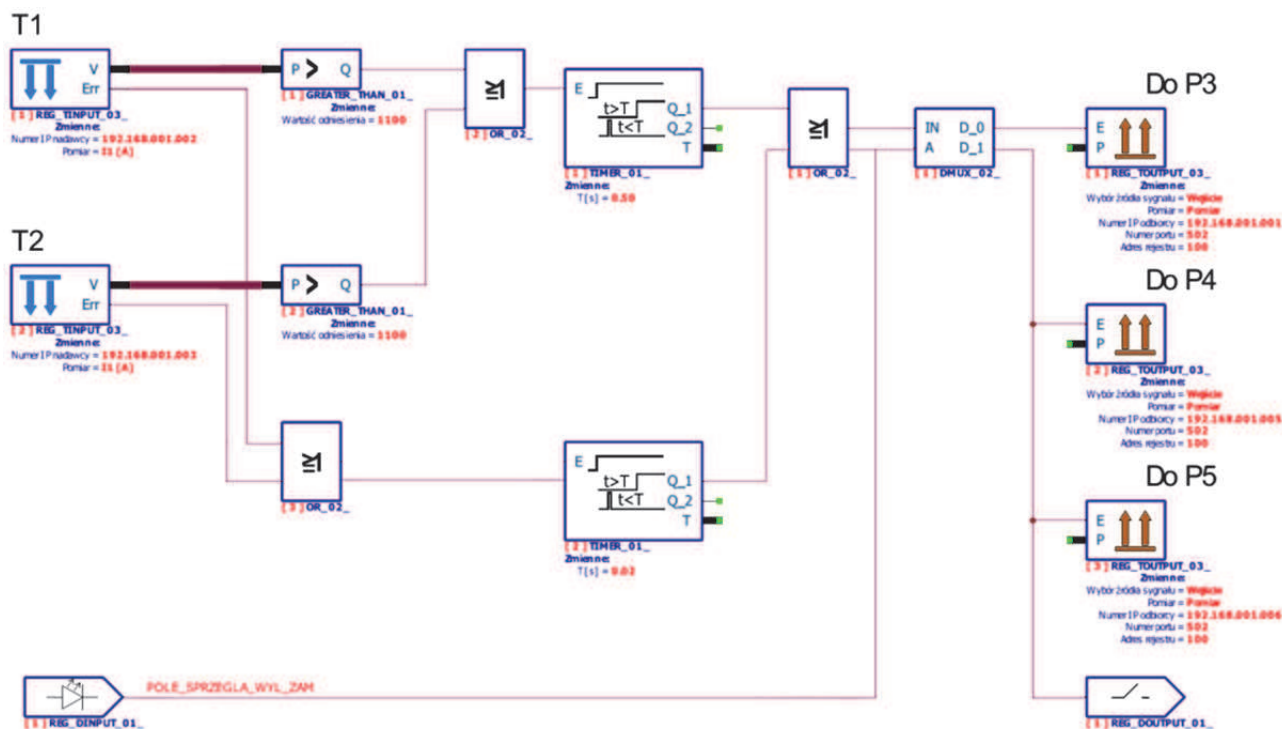 T1
V
Err
[1]REG_TINPUT_03_
Zmienne:
Numer IP nadawcy = 192.168.001.002
Pomiar = I1 [A]
P > Q
[1]GREATER_THAN_01_
Zmienne:
Wartość odniesienia = 1100
≥1
[2]OR_02_
E
t>T
t<T
Q_1
Q_2
T
[1]TIMER_01_
Zmienne:
T[s] = 0.50
≥1
[1]OR_02_
IN D_0
A D_1
[1]DMUX_02_
Do P3
E
P
[1]REG_TOUTPUT_03_
Zmienne:
Wybór źródła sygnału = Wejście
Pomiar = Pomiar
Numer IP odbiorcy = 192.168.001.001
Numer portu = 502
Adres rejestru = 100
T2
V
Err
[2]REG_TINPUT_03_
Zmienne:
Numer IP nadawcy = 192.168.001.003
Pomiar = I1 [A]
P > Q
[2]GREATER_THAN_01_
Zmienne:
Wartość odniesienia = 1100
Do P4
E
P
[2]REG_TOUTPUT_03_
Zmienne:
Wybór źródła sygnału = Wejście
Pomiar = Pomiar
Numer IP odbiorcy = 192.168.001.005
Numer portu = 502
Adres rejestru = 100
≥1
[3]OR_02_
E
t>T
t<T
Q_1
Q_2
T
[2]TIMER_01_
Zmienne:
T[s] = 0.02
Do P5
E
P
[3]REG_TOUTPUT_03_
Zmienne:
Wybór źródła sygnału = Wejście
Pomiar = Pomiar
Numer IP odbiorcy = 192.168.001.006
Numer portu = 502
Adres rejestru = 100
POLE_SPRZEGLA_WYL_ZAM
[1]REG_DINPUT_01_
[1]REG_DOUTPUT_01_